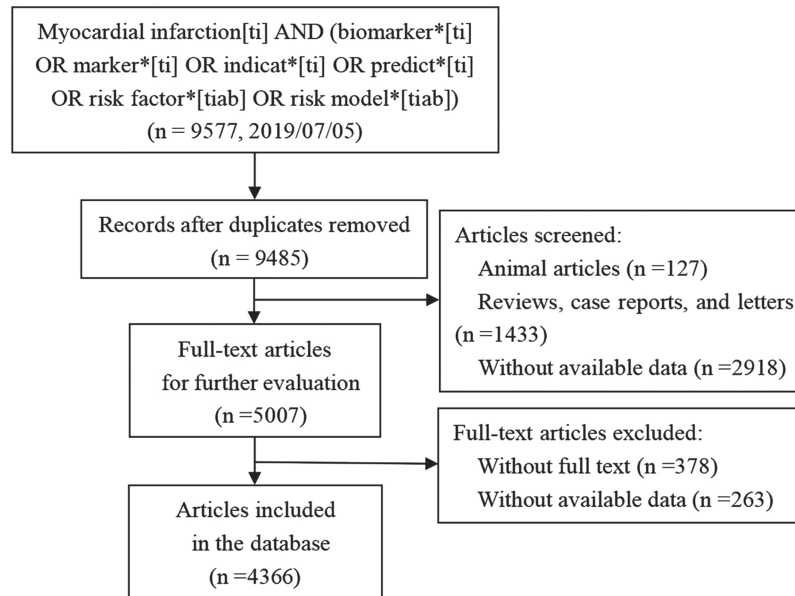 Myocardial infarction[ti] AND (biomarker*[ti]
OR marker*[ti] OR indicat*[ti] OR predict*[ti]
OR risk factor*[tiab] OR risk model*[tiab])
(n = 9577, 2019/07/05)
Records after duplicates removed
(n = 9485)
Articles screened:
Animal articles (n =127)
Reviews, case reports, and letters
(n =1433)
Without available data (n =2918)
Full-text articles
for further evaluation
(n =5007)
Full-text articles excluded:
Without full text (n =378)
Without available data (n =263)
Articles included
in the database
(n =4366)